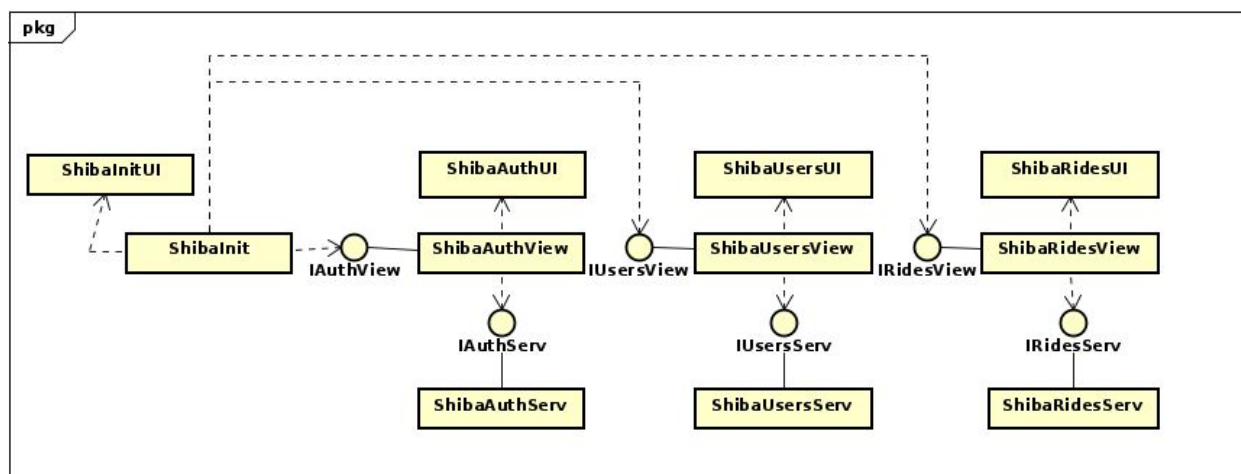 pkg
ShibaInitUI
ShibaAuthUI
ShibaUsersUI
ShibaRidesUI
ShibaInit
IAuthView
ShibaAuthView
IUsersView
ShibaUsersView
IRidesView
ShibaRidesView
IAuthServ
IUsersServ
IRidesServ
ShibaAuthServ
ShibaUsersServ
ShibaRidesServ